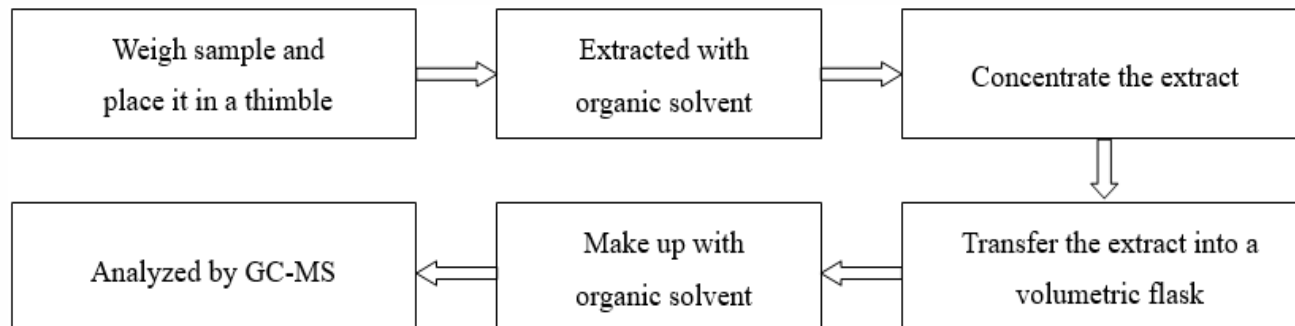 Weigh sample and
place it in a thimble
Extracted with
organic solvent
Concentrate the extract
Transfer the extract into a
volumetric flask
Make up with
organic solvent
Analyzed by GC-MS